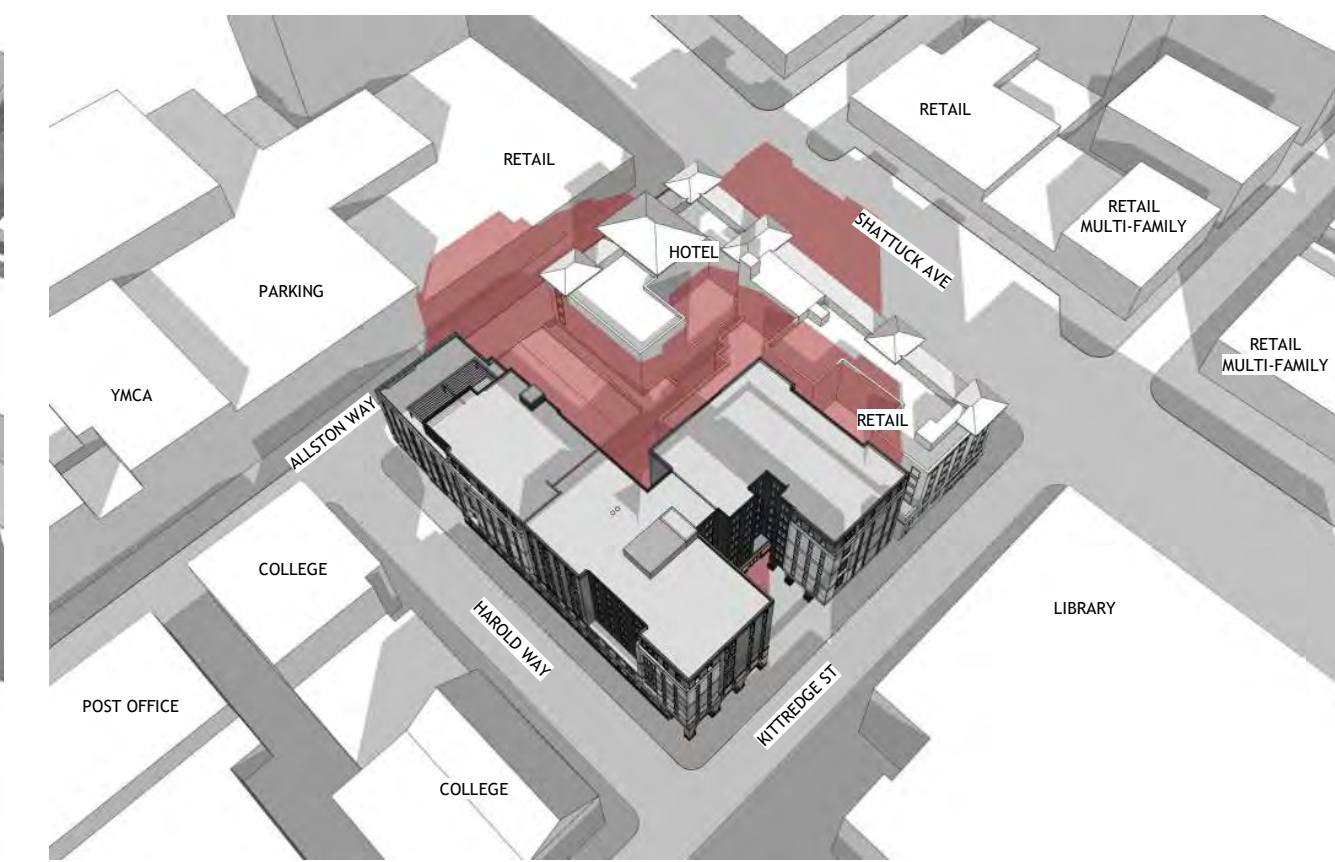 RETAIL
RETAIL
RETAIL
MULTI-FAMILY
SHATTUCK AVE
HOTEL
PARKING
RETAIL
MULTI-FAMILY
YMCA
RETAIL
ALLSTON WAY
COLLEGE
LIBRARY
HAROLD WAY
POST OFFICE
KITTREDGE ST
COLLEGE